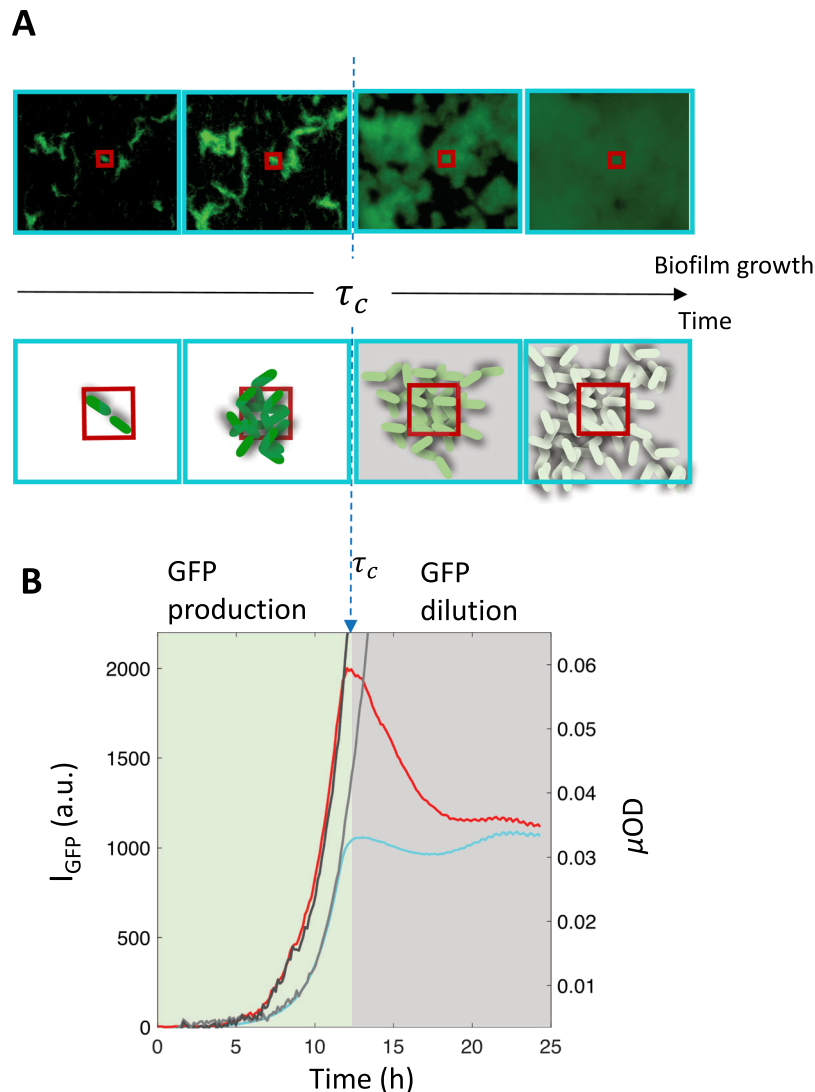 A
Biofilm growth
τc
Time
B
GFP
production
τc
GFP
dilution
2000
1500
1000
500
0
IGFP (a.u.)
0.06
0.05
0.04
0.03
0.02
0.01
μOD
0
5
10
15
20
25
Time (h)